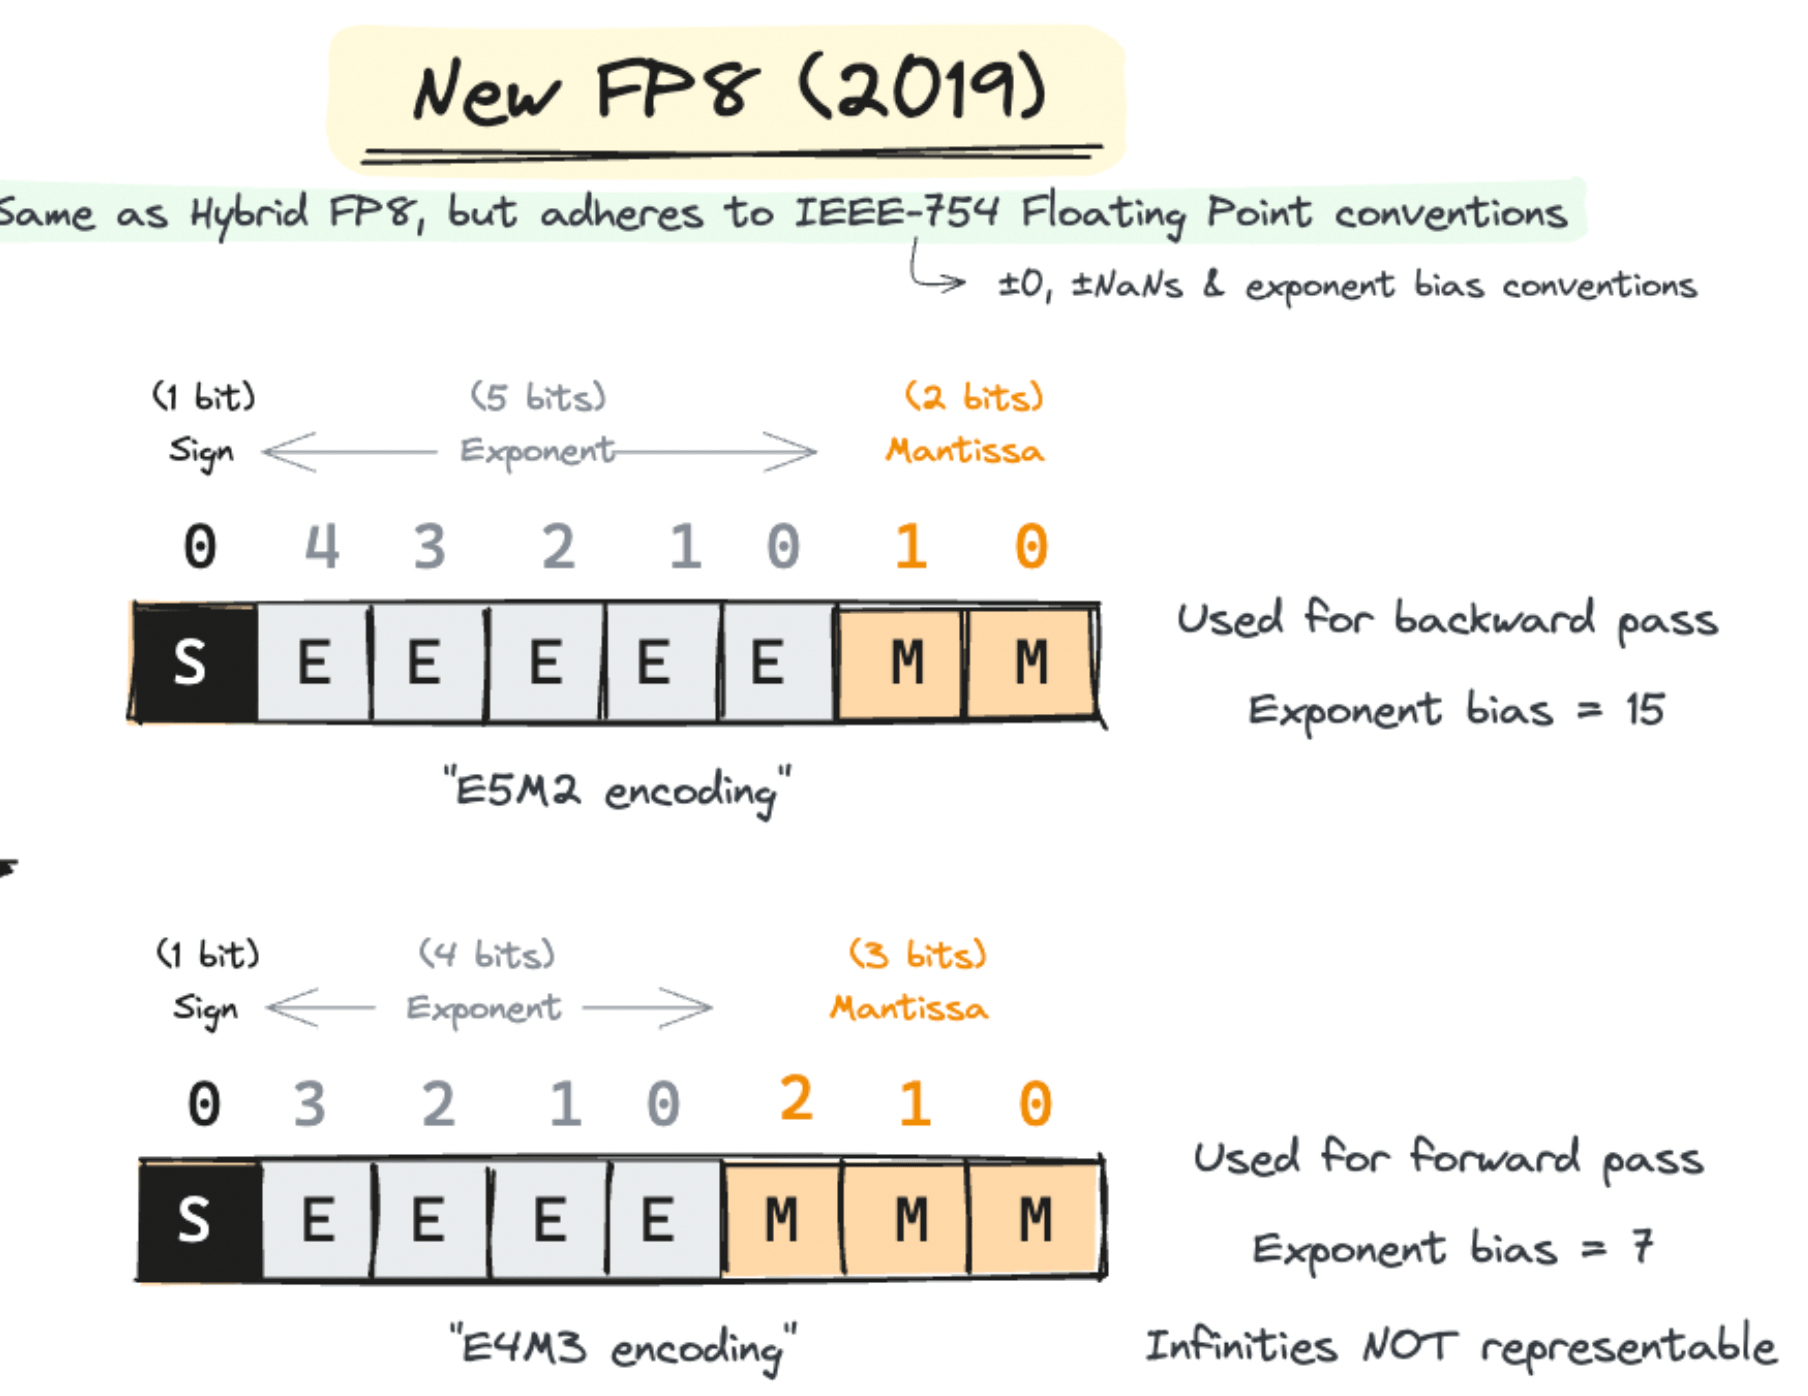 New FP8 (2019)
Same as Hybrid FP8, but adheres to IEEE-754 Floating Point conventions
±0, ±NaNs & exponent bias conventions
(1 bit) (5 bits) (2 bits)
Sign Exponent Mantissa
0 4 3 2 1 0 1 0
S E E E E E M M
Used for backward pass
Exponent bias = 15
"E5M2 encoding"
(1 bit) (4 bits) (3 bits)
Sign Exponent Mantissa
0 3 2 1 0 2 1 0
S E E E E M M M
Used for forward pass
Exponent bias = 7
"E4M3 encoding"
Infinities NOT representable